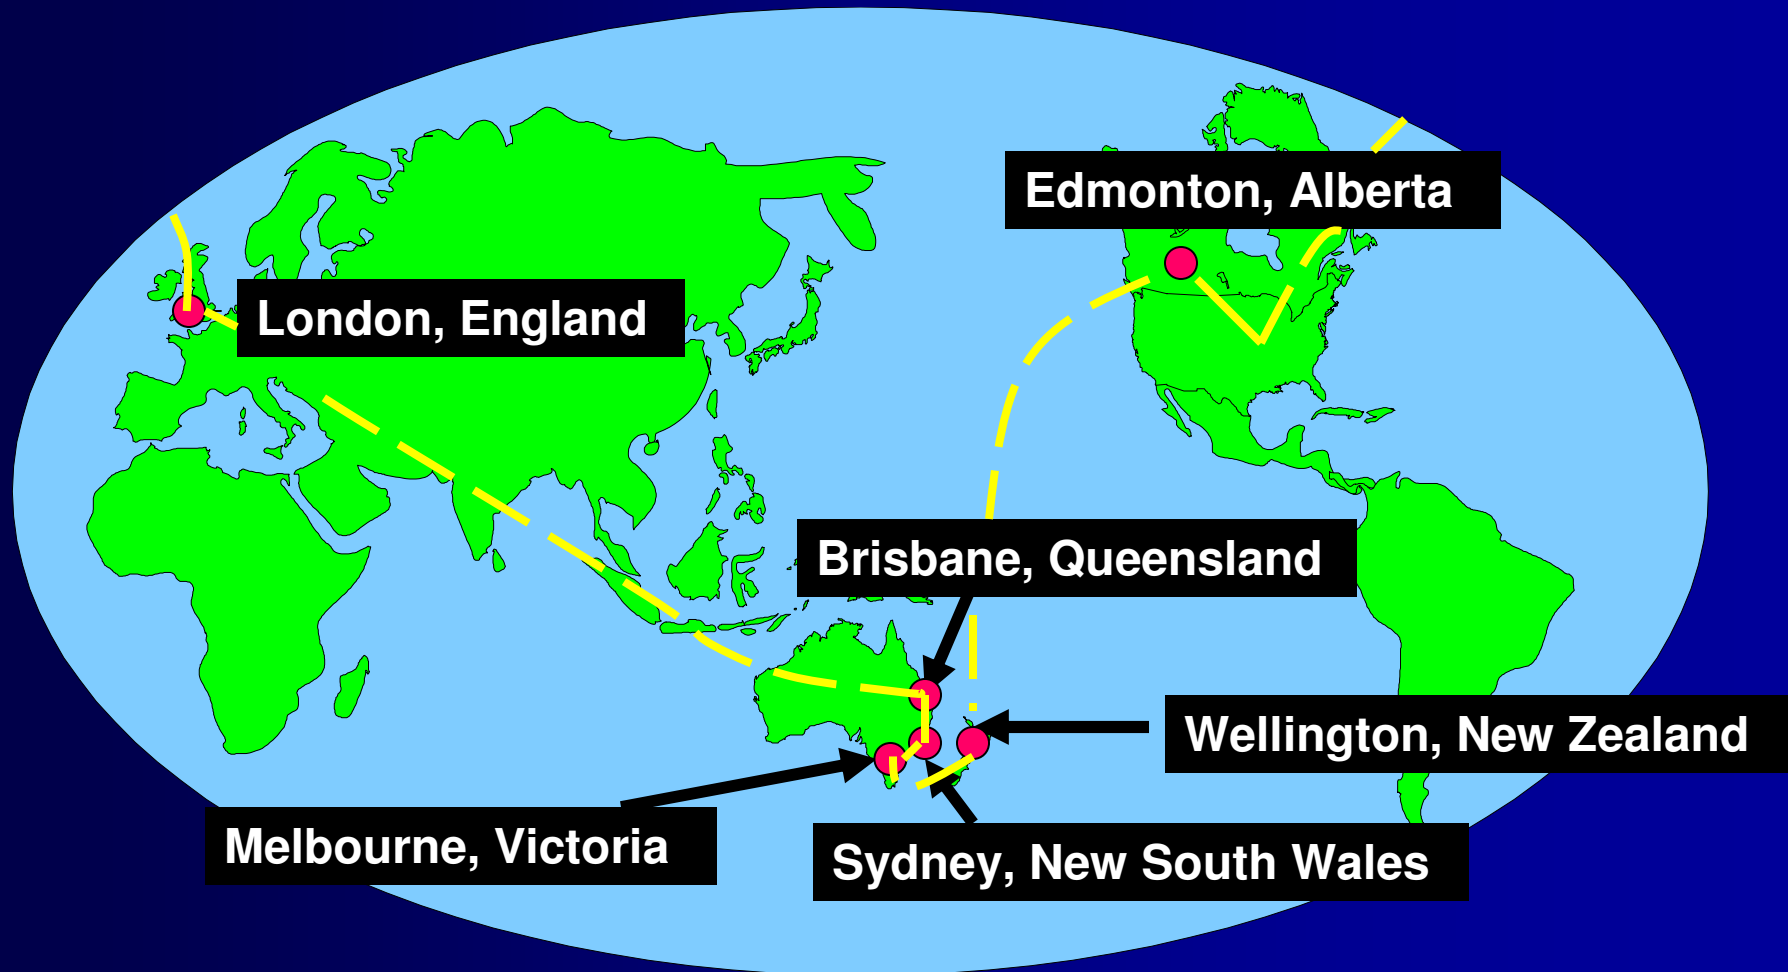 Edmonton, Alberta
London, England
Brisbane, Queensland
Wellington, New Zealand
Melbourne, Victoria
Sydney, New South Wales